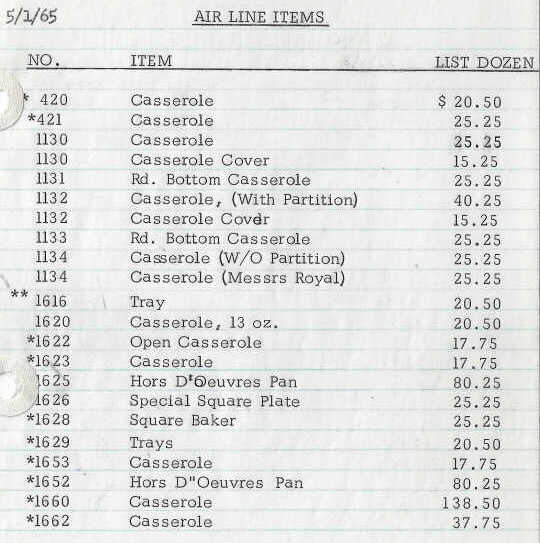 5/1/65 AIR LINE ITEMS
NO. ITEM LIST DOZEN
* 420 Casserole $ 20.50
*421 Casserole 25.25
1130 Casserole 25.25
1130 Casserole Cover 15.25
1131 Rd. Bottom Casserole 25.25
1132 Casserole, (With Partition) 40.25
1132 Casserole Cover 15.25
1133 Rd. Bottom Casserole 25.25
1134 Casserole (W/O Partition) 25.25
1134 Casserole (Messrs Royal) 25.25
** 1616 Tray 20.50
1620 Casserole, 13 oz. 20.50
*1622 Open Casserole 17.75
*1623 Casserole 17.75
1625 Hors D'Oeuvres Pan 80.25
1626 Special Square Plate 25.25
*1628 Square Baker 25.25
*1629 Trays 20.50
*1653 Casserole 17.75
*1652 Hors D"Oeuvres Pan 80.25
*1660 Casserole 138.50
*1662 Casserole 37.75